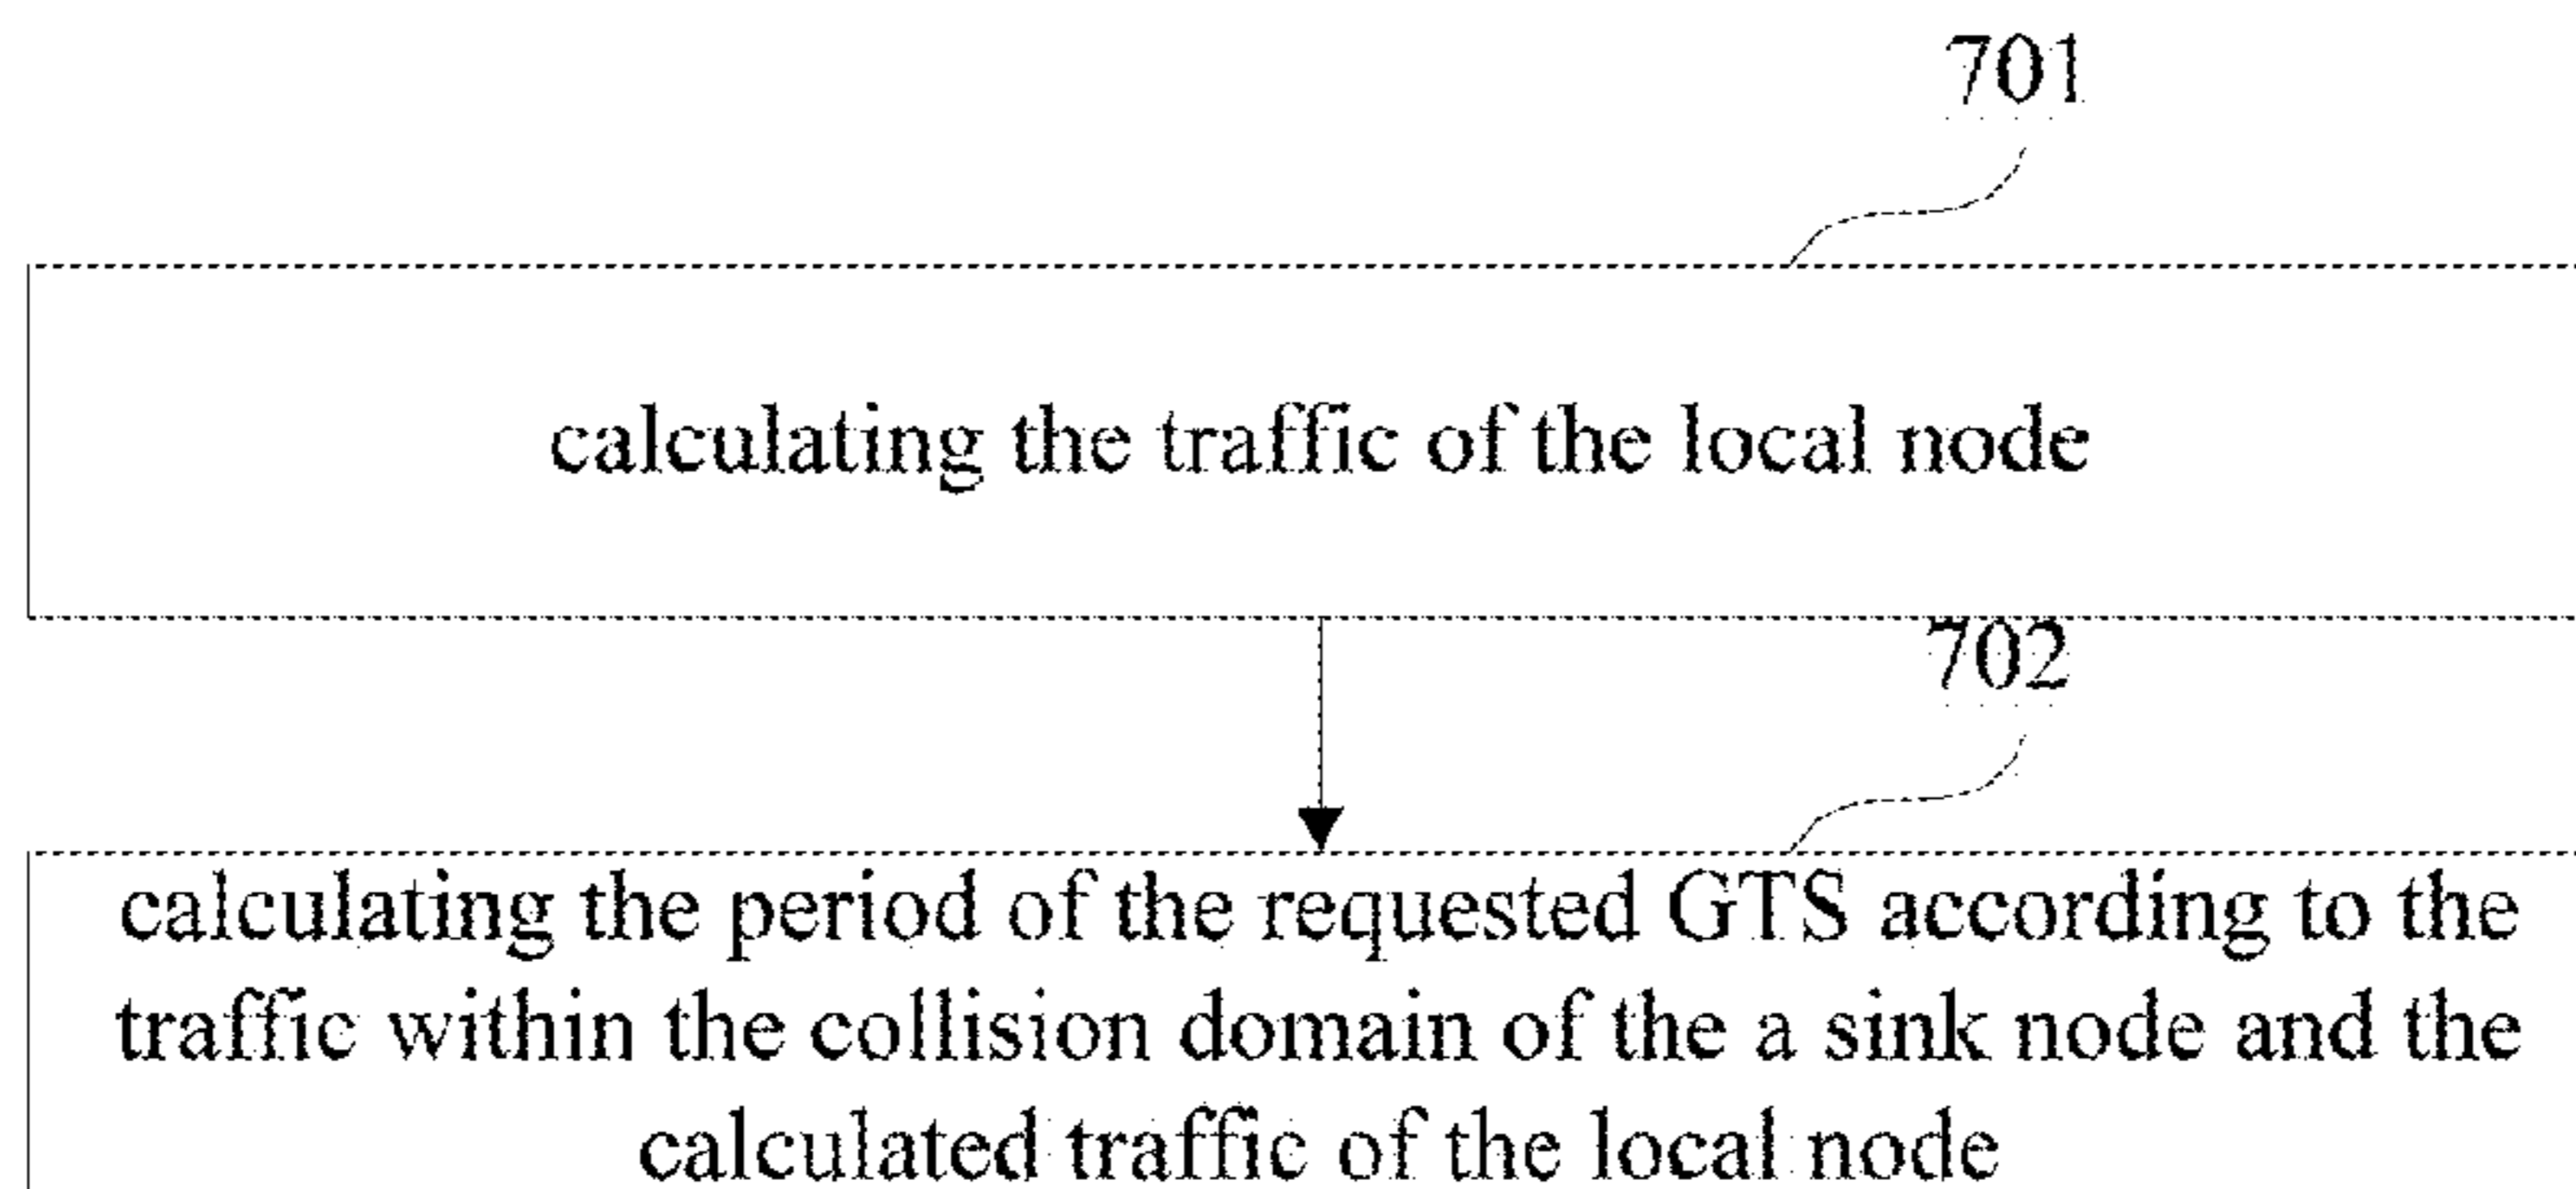 701
calculating the traffic of the local node
702
calculating the period of the requested GTS according to the
traffic within the collision domain of the a sink node and the
calculated traffic of the local node